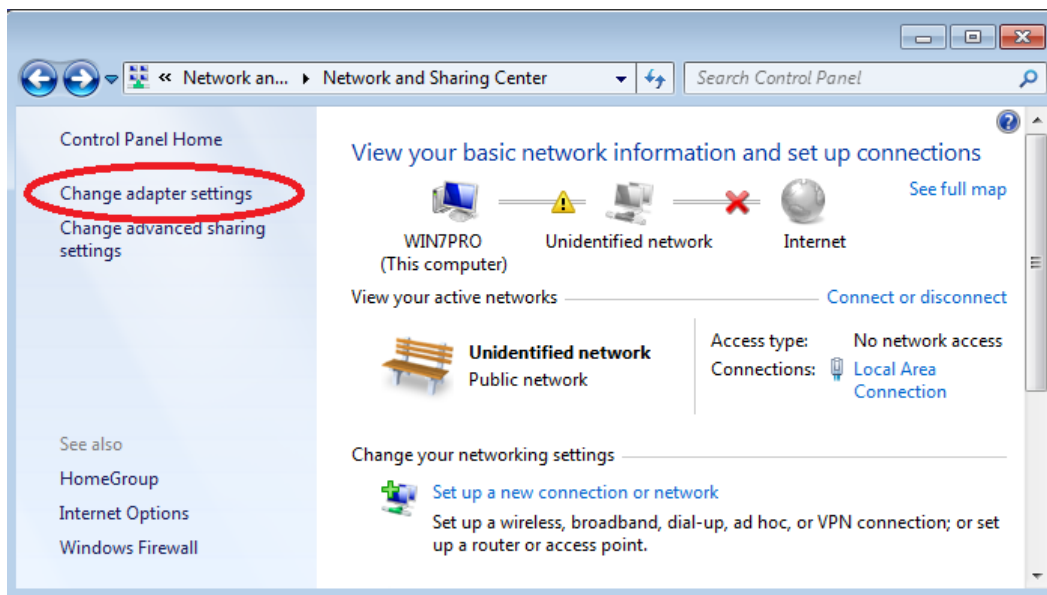 « Network an... Network and Sharing Center Search Control Panel
Control Panel Home
Change adapter settings
Change advanced sharing
settings
See also
HomeGroup
Internet Options
Windows Firewall
View your basic network information and set up connections
See full map
WIN7PRO
(This computer)
Unidentified network
Internet
View your active networks
Connect or disconnect
Unidentified network
Public network
Access type: No network access
Connections: Local Area
Connection
Change your networking settings
Set up a new connection or network
Set up a wireless, broadband, dial-up, ad hoc, or VPN connection; or set
up a router or access point.